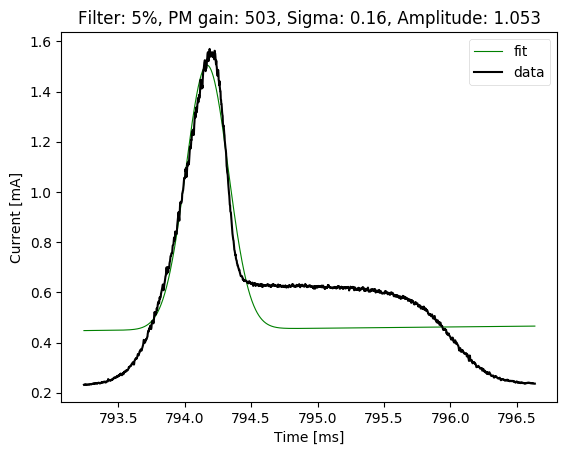 Filter: 5%, PM gain: 503, Sigma: 0.16, Amplitude: 1.053
fit
data
Current [mA]
1.6
1.4
1.2
1.0
0.8
0.6
0.4
0.2
793.5 794.0 794.5 795.0 795.5 796.0 796.5
Time [ms]